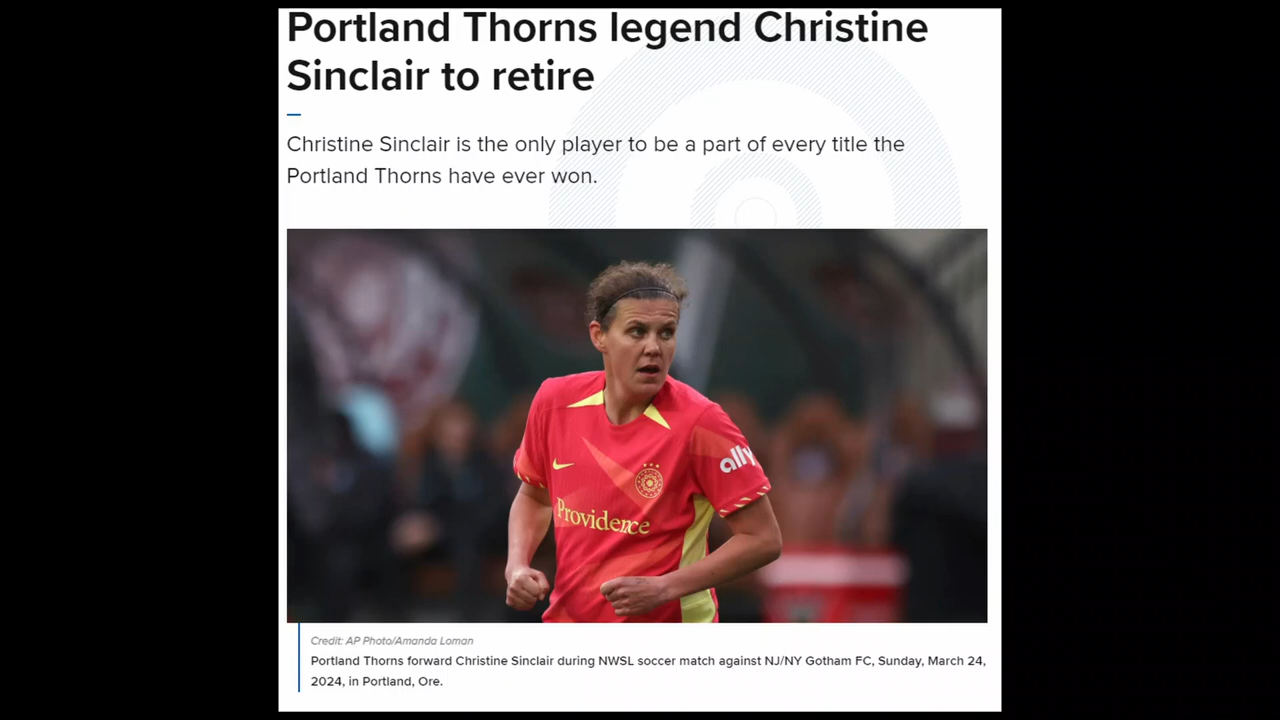 Portland Thorns legend Christine
Sinclair to retire
Christine Sinclair is the only player to be a part of every title the
Portland Thorns have ever won.
ally
Providence
Credit: AP Photo/Amanda Loman
Portland Thorns forward Christine Sinclair during NWSL soccer match against NJ/NY Gotham FC, Sunday, March 24,
2024, in Portland, Ore.